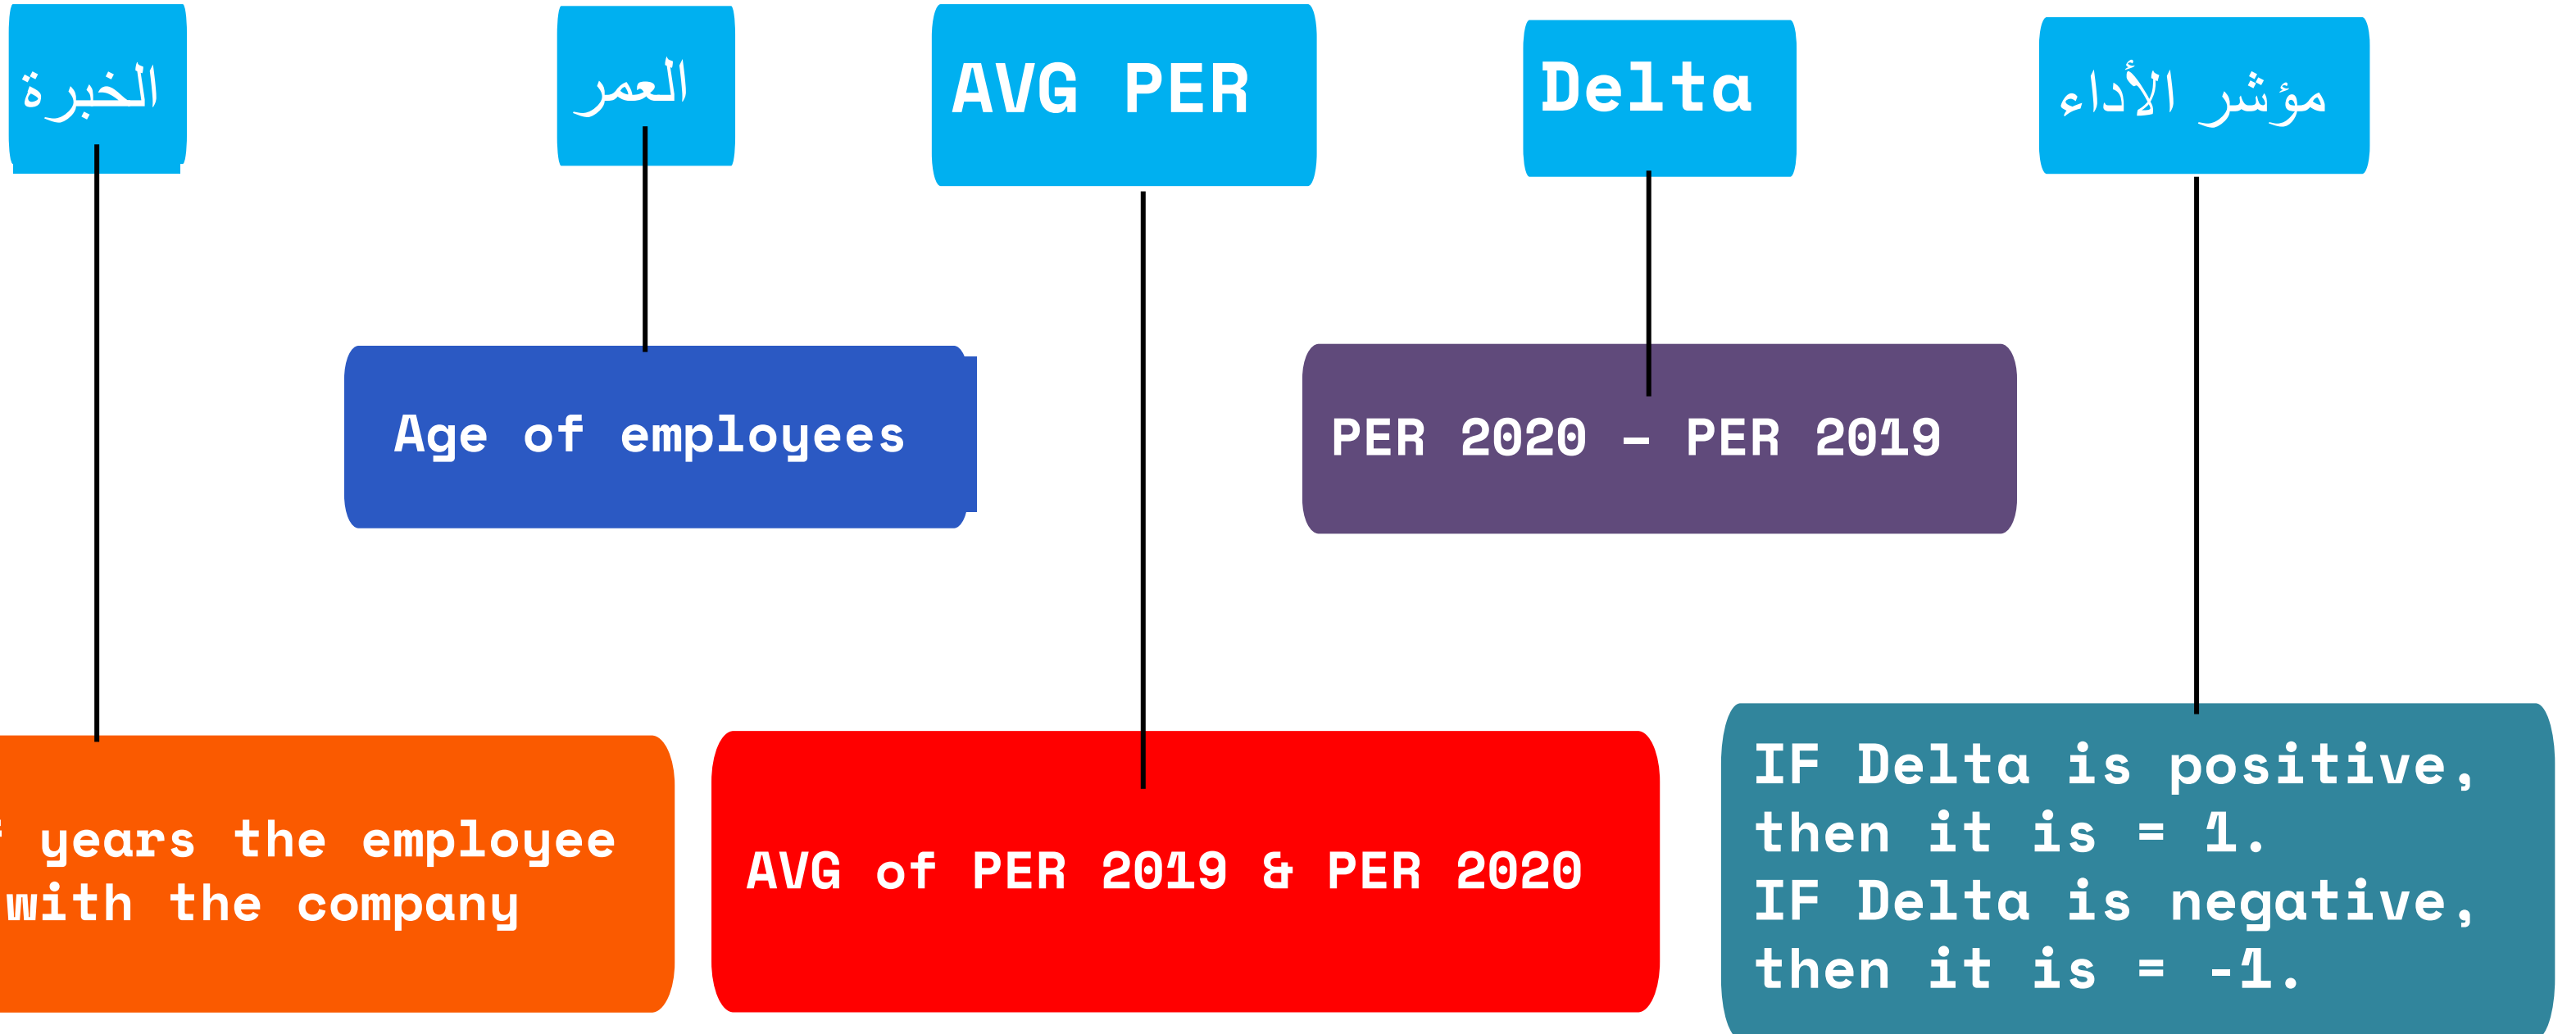 الخبرة
العمر
AVG PER
Delta
مؤشر الأداء
Age of employees
PER 2020 – PER 2019
years the employee
with the company
AVG of PER 2019 & PER 2020
IF Delta is positive,
then it is = 1.
IF Delta is negative,
then it is = -1.